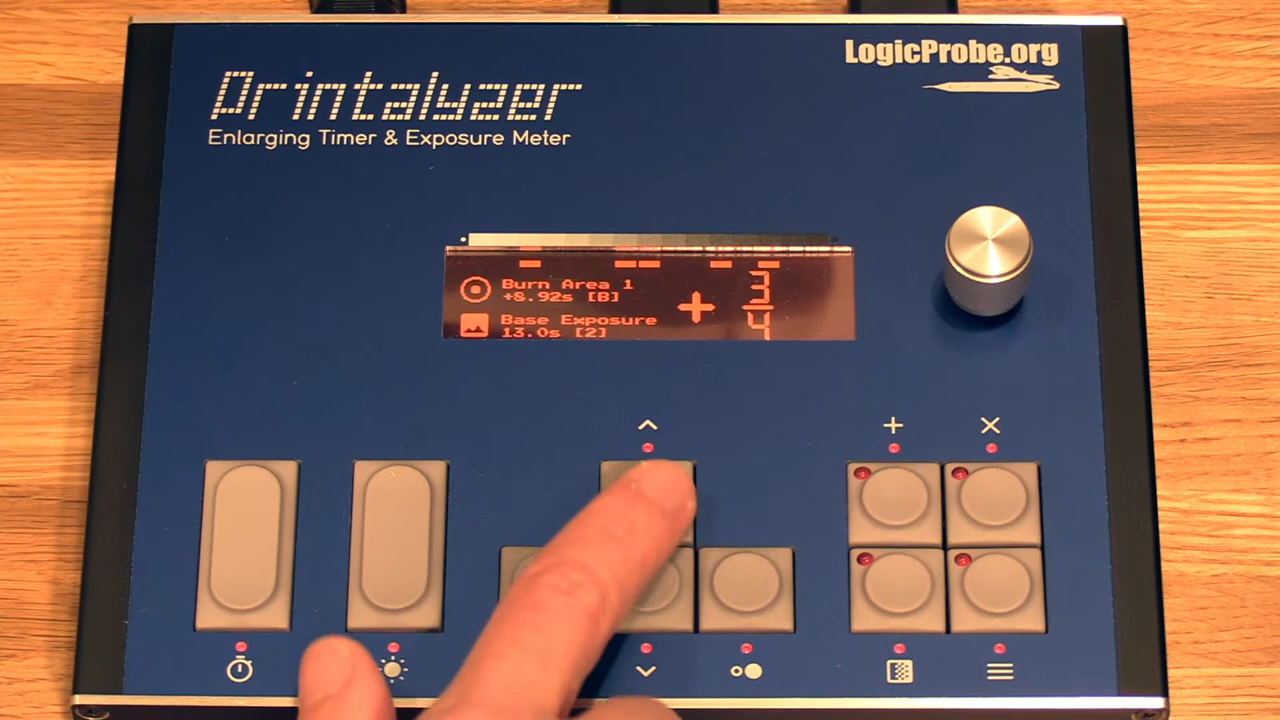 LogicProbe.org
Printalyzer
Enlarging Timer & Exposure Meter
Burn Area 1
+8.92s [B]
Base Exposure
13.0s [2]
+ 3/4